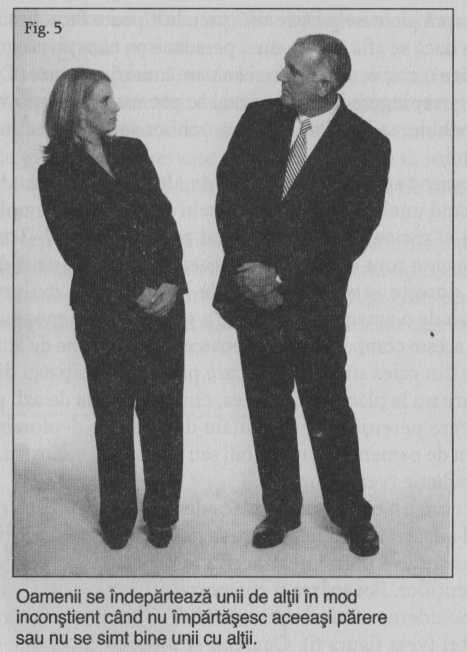 Fig. 5
Oamenii se îndepărtează unii de alţii în mod
inconştient când nu împărtăşesc aceeaşi părere
sau nu se simt bine unii cu alţii.